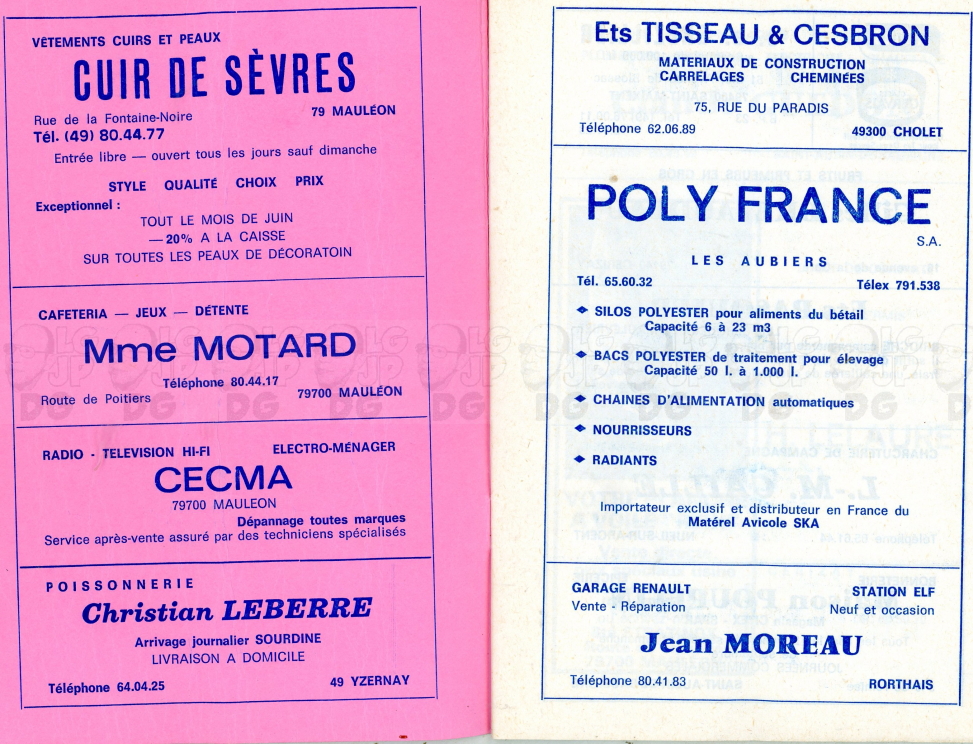 VÊTEMENTS CUIRS ET PEAUX
CUIR DE SÈVRES
Rue de la Fontaine-Noire 79 MAULÉON
Tél. (49) 80.44.77
Entrée libre — ouvert tous les jours sauf dimanche
STYLE QUALITÉ CHOIX PRIX
Exceptionnel :
TOUT LE MOIS DE JUIN
— 20% A LA CAISSE
SUR TOUTES LES PEAUX DE DÉCORATOIN
CAFETERIA — JEUX — DÉTENTE
Mme MOTARD
Téléphone 80.44.17
Route de Poitiers 79700 MAULÉON
RADIO - TELEVISION HI-FI ELECTRO-MÉNAGER
CECMA
79700 MAULEON
Dépannage toutes marques
Service après-vente assuré par des techniciens spécialisés
POISSONNERIE
Christian LEBERRE
Arrivage journalier SOURDINE
LIVRAISON A DOMICILE
Téléphone 64.04.25 49 YZERNAY
Ets TISSEAU & CESBRON
MATERIAUX DE CONSTRUCTION
CARRELAGES CHEMINÉES
75, RUE DU PARADIS
Téléphone 62.06.89 49300 CHOLET
POLY FRANCE
S.A.
LES AUBIERS
Tél. 65.60.32 Télex 791.538
SILOS POLYESTER pour aliments du bétail
Capacité 6 à 23 m3
BACS POLYESTER de traitement pour élevage
Capacité 50 l. à 1.000 l.
CHAINES D'ALIMENTATION automatiques
NOURRISSEURS
RADIANTS
Importateur exclusif et distributeur en France du
Matérel Avicole SKA
GARAGE RENAULT STATION ELF
Vente - Réparation Neuf et occasion
Jean MOREAU
Téléphone 80.41.83 RORTHAIS